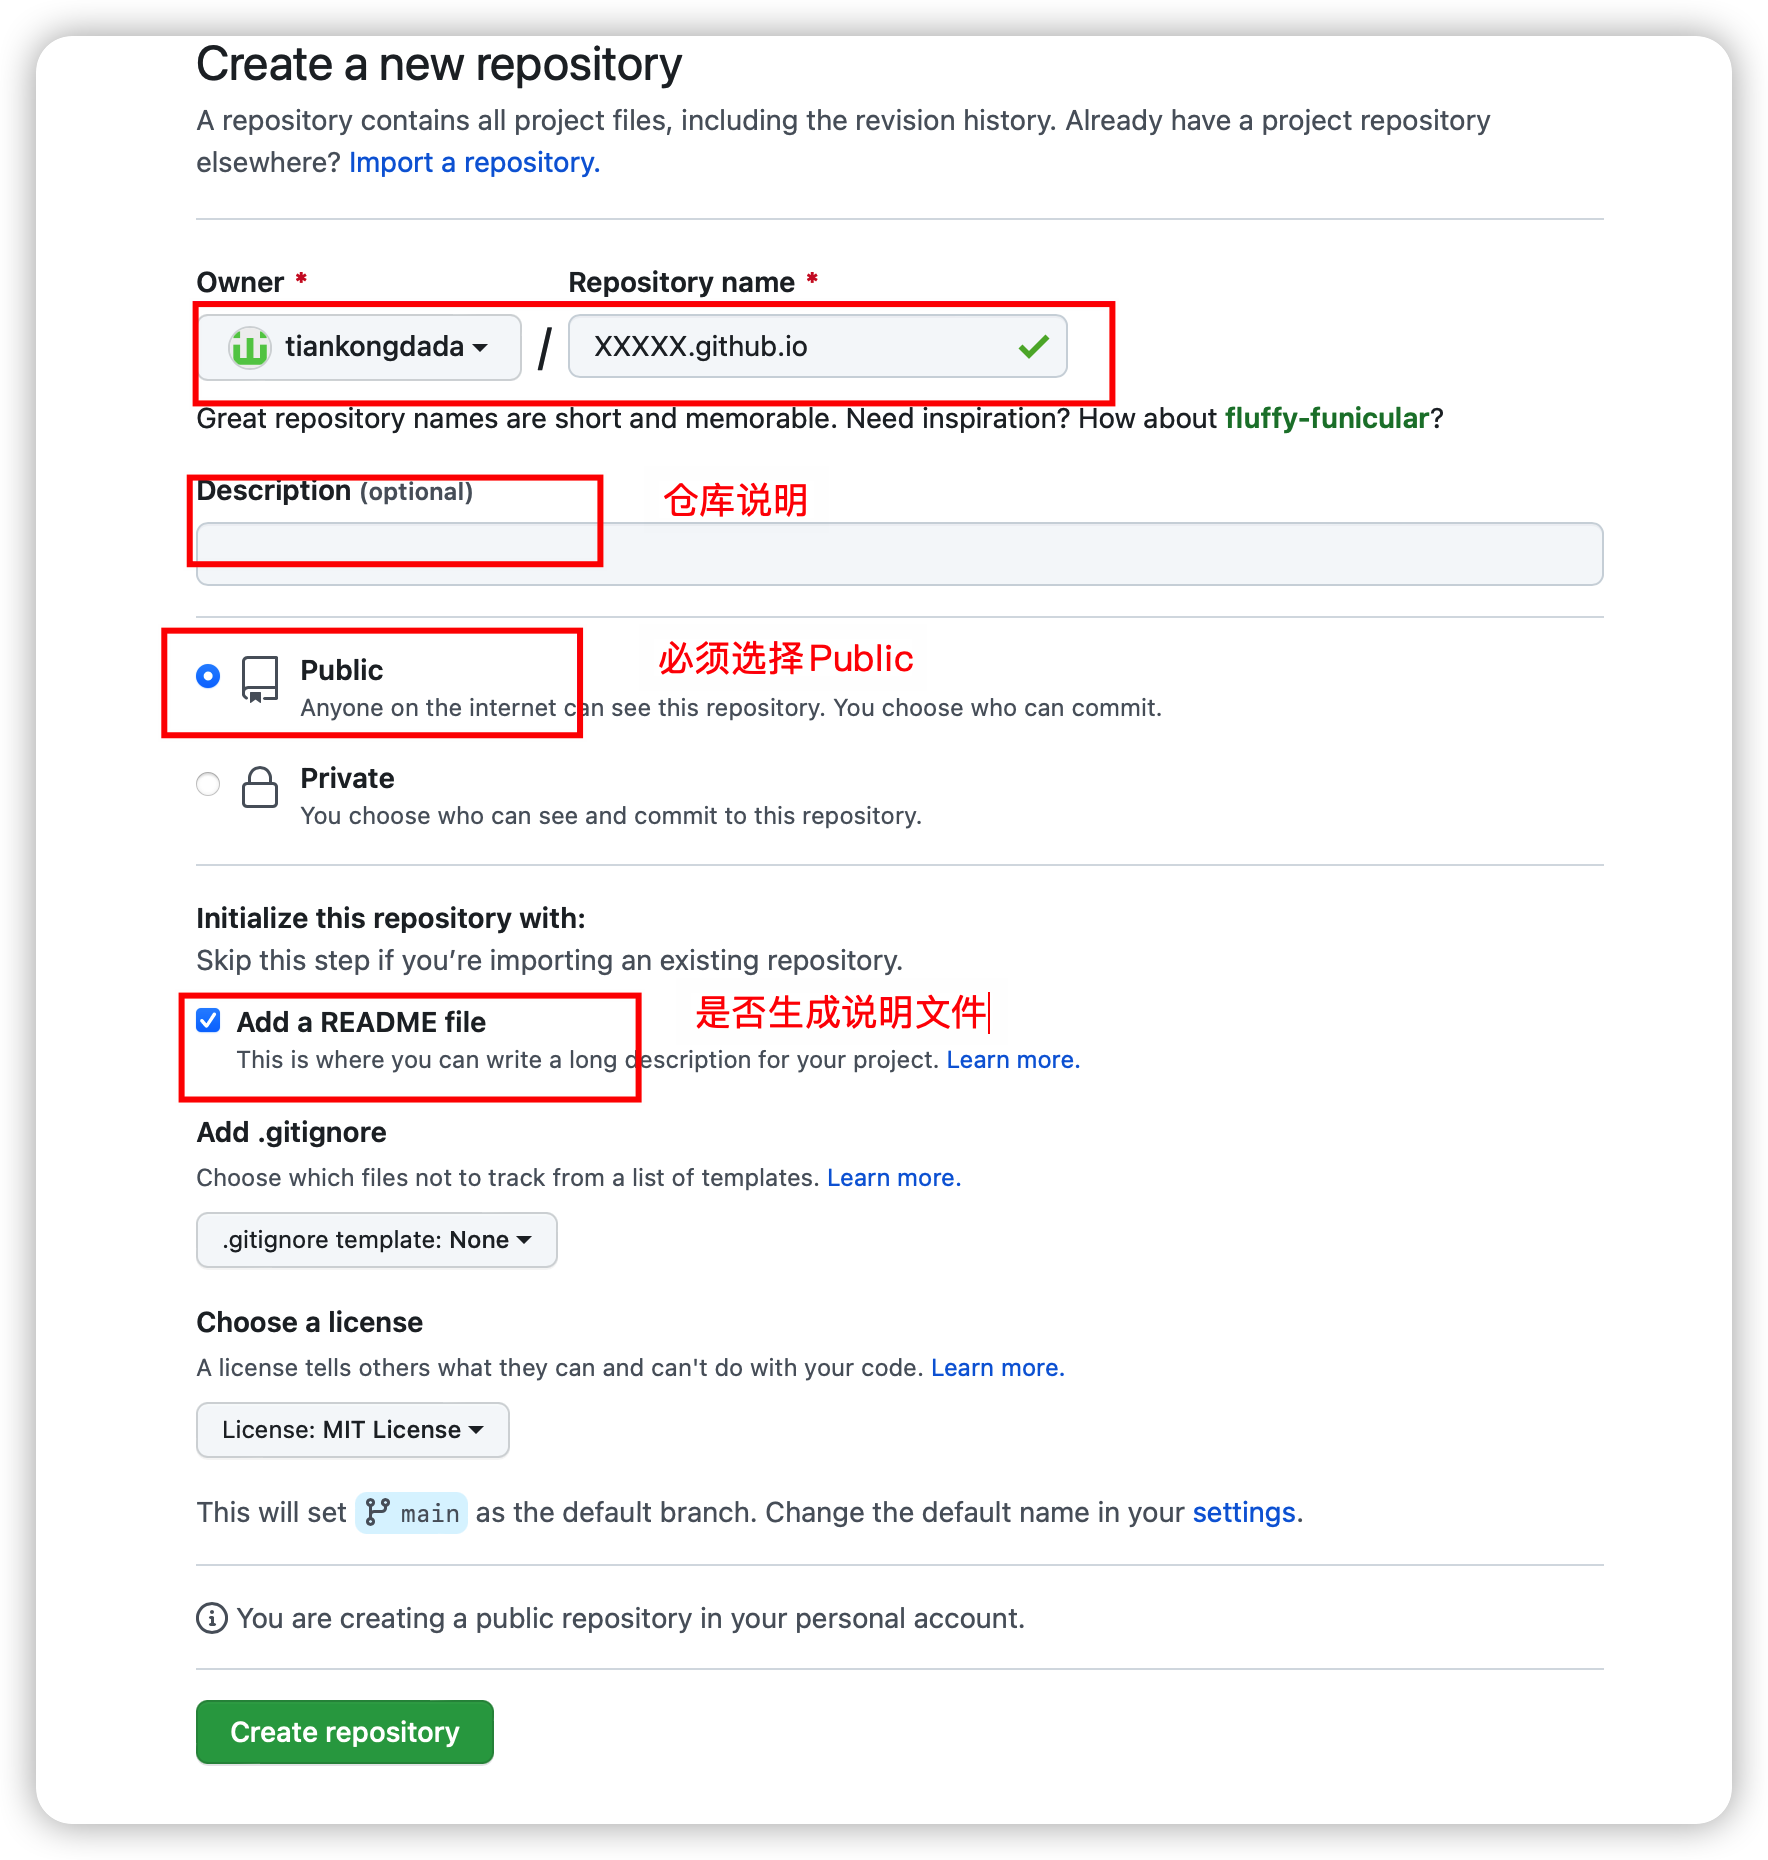 Create a new repository
A repository contains all project files, including the revision history. Already have a project repository
elsewhere? Import a repository.
Owner * Repository name *
tiankongdada / XXXXX.github.io
Great repository names are short and memorable. Need inspiration? How about fluffy-funicular?
Description (optional) 仓库说明
必须选择Public
Public
Anyone on the internet can see this repository. You choose who can commit.
Private
You choose who can see and commit to this repository.
Initialize this repository with:
Skip this step if you’re importing an existing repository.
是否生成说明文件
Add a README file
This is where you can write a long description for your project. Learn more.
Add .gitignore
Choose which files not to track from a list of templates. Learn more.
.gitignore template: None
Choose a license
A license tells others what they can and can't do with your code. Learn more.
License: MIT License
This will set main as the default branch. Change the default name in your settings.
You are creating a public repository in your personal account.
Create repository